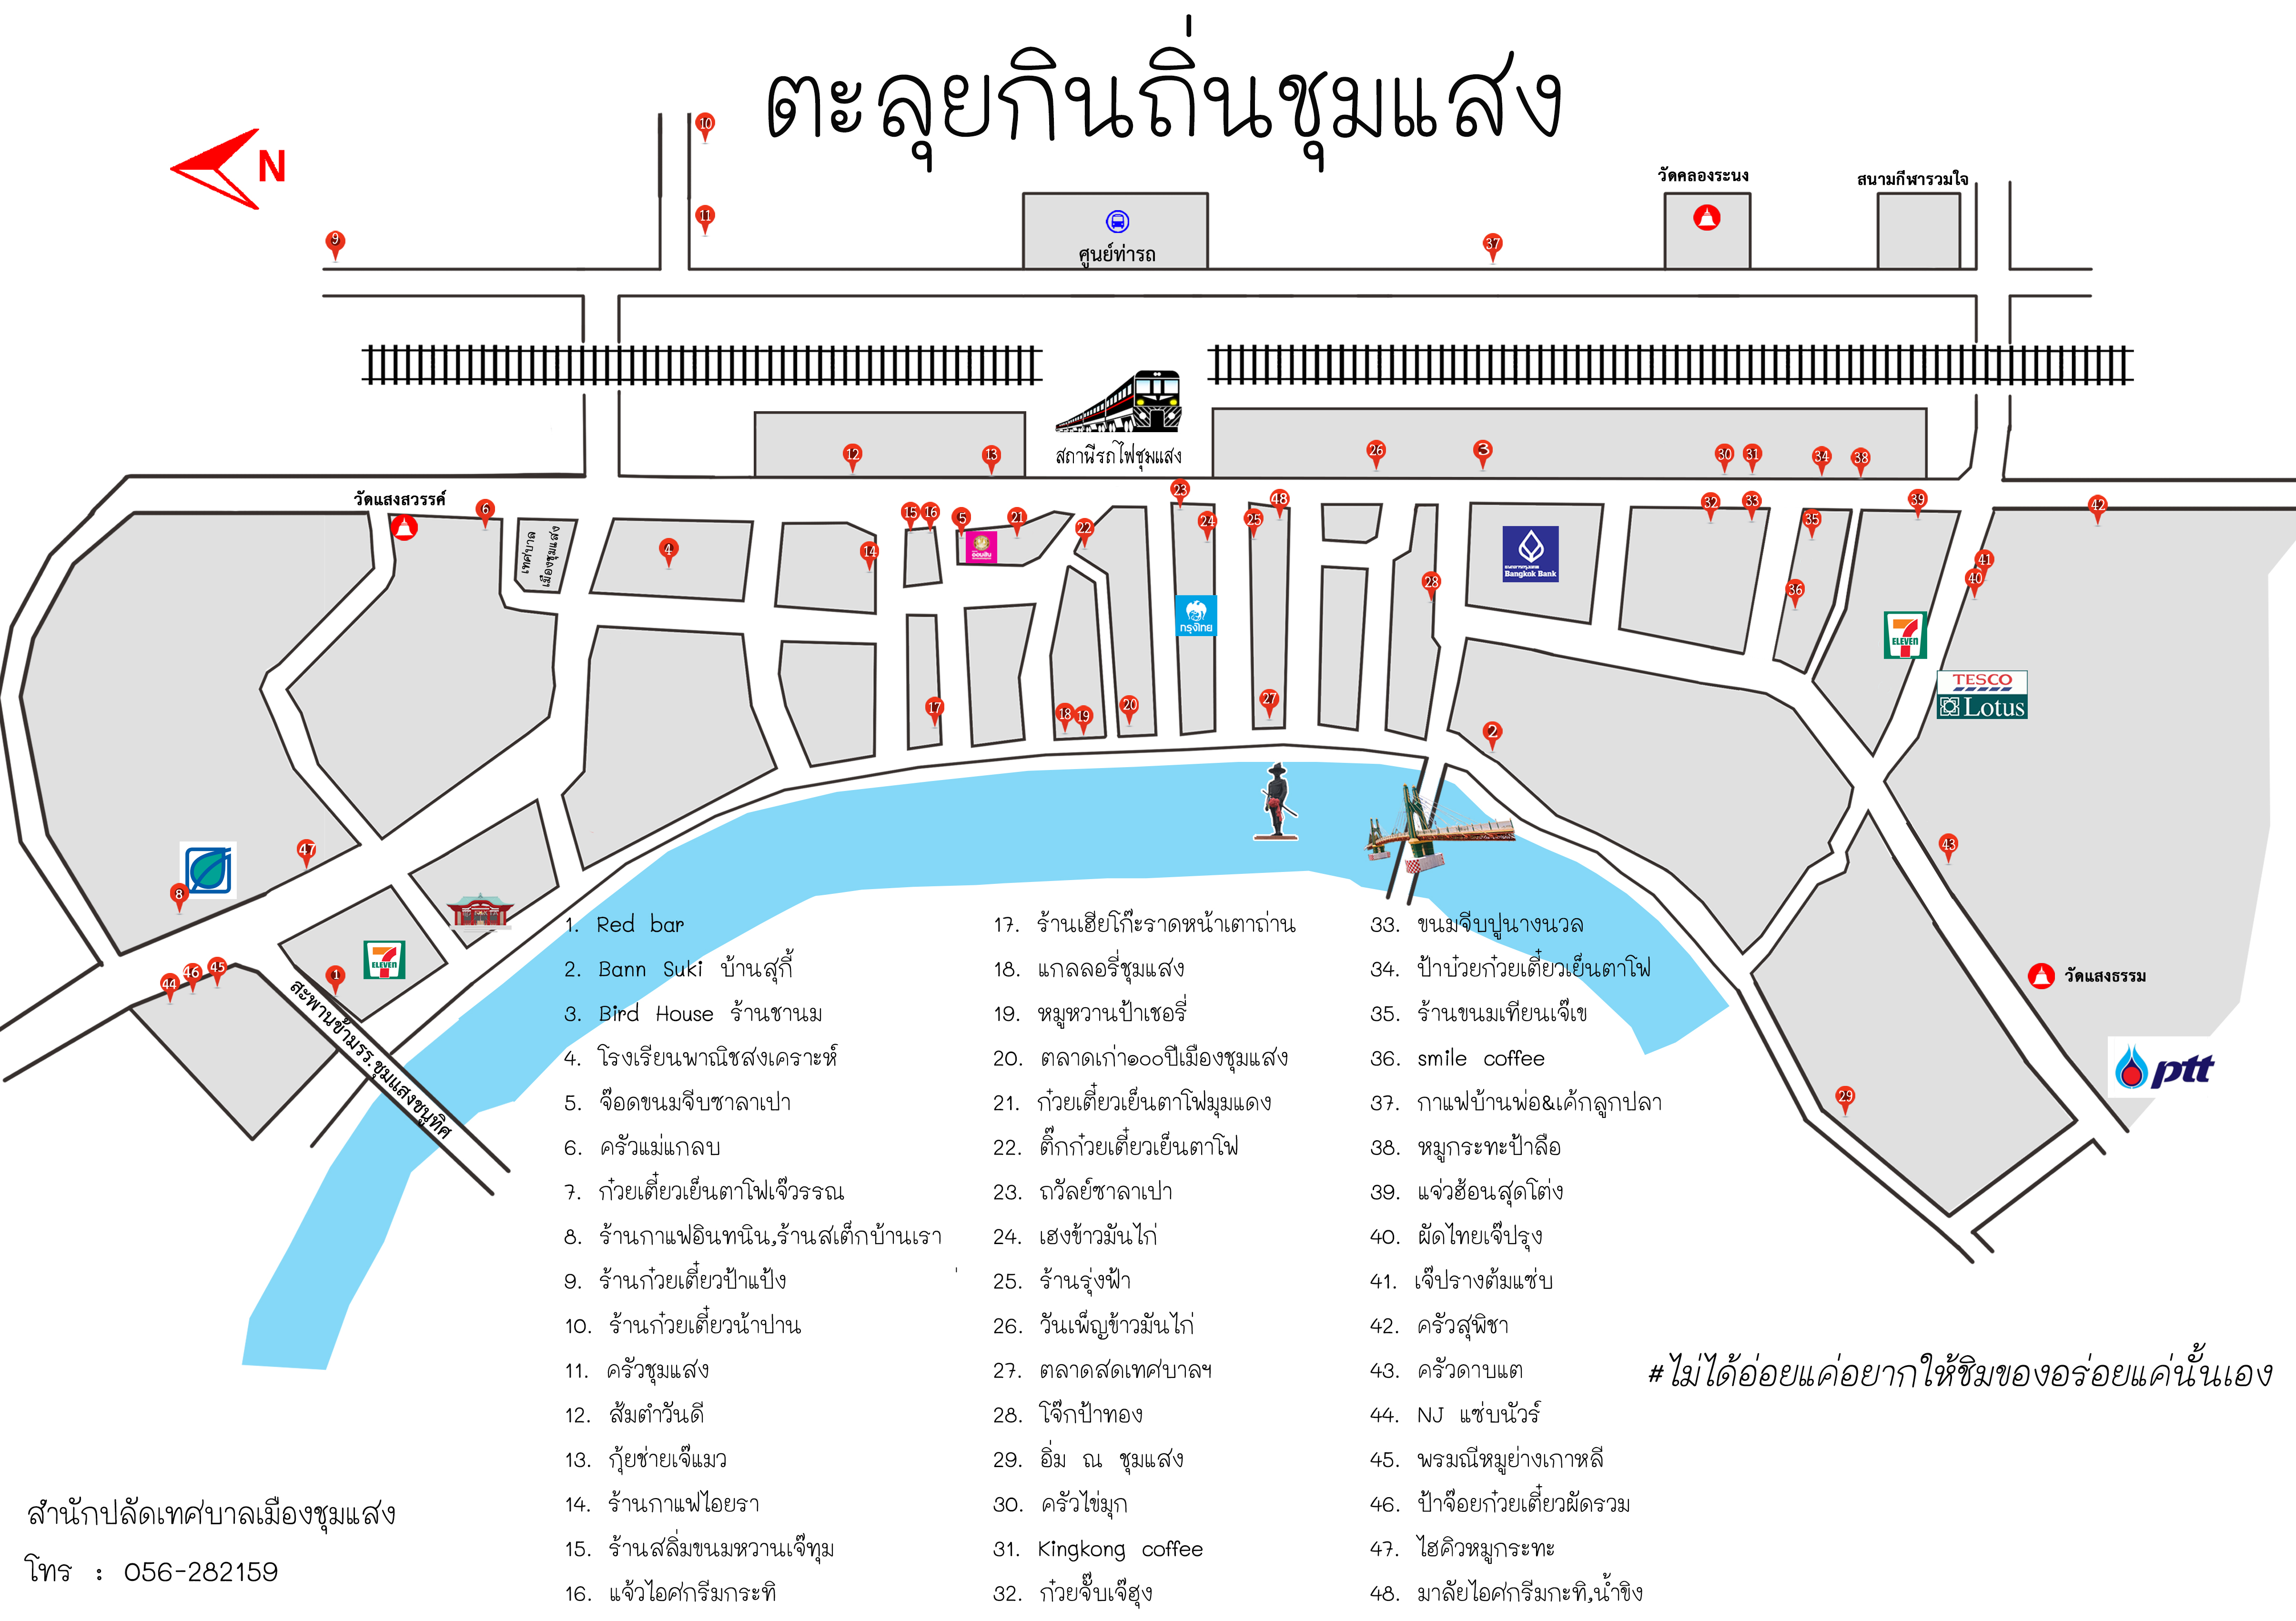 ตะลุยกินถิ่นชุมแสง
N
10
11
9
37
วัดคลองระนง
สนามกีฬารวมใจ
ศูนย์ท่ารถ
สถานีรถไฟชุมแสง
12
13
26
3
30
31
34
38
วัดแสงสวรรค์
6
4
14
15
16
5
21
22
23
24
25
48
28
32
33
35
36
39
42
41
40
ออมสิน
กรุงไทย
ธนาคารกรุงเทพ
Bangkok Bank
7 ELEVEN
TESCO
Lotus
17
18
19
20
27
2
43
47
8
7 ELEVEN
1
44
46
45
สะพานข้ามรร.ชุมแสงชนูทิศ
วัดแสงธรรม
ptt
29
1. Red bar
2. Bann Suki บ้านสุกี้
3. Bird House ร้านชานม
4. โรงเรียนพาณิชสงเคราะห์
5. จ๊อดขนมจีบซาลาเปา
6. ครัวแม่แกลบ
7. ก๋วยเตี๋ยวเย็นตาโฟเจ๊วรรณ
8. ร้านกาแฟอินทนิน,ร้านสเต็กบ้านเรา
9. ร้านก๋วยเตี๋ยวป้าแป้ง
10. ร้านก๋วยเตี๋ยวน้าปาน
11. ครัวชุมแสง
12. ส้มตำวันดี
13. กุ้ยช่ายเจ๊แมว
14. ร้านกาแฟไอยรา
15. ร้านสลิ่มขนมหวานเจ๊ทุม
16. แจ้วไอศกรีมกระทิ
17. ร้านเฮียโก๊ะราดหน้าเตาถ่าน
18. แกลลอรี่ชุมแสง
19. หมูหวานป้าเชอรี่
20. ตลาดเก่า๑๐๐ปีเมืองชุมแสง
21. ก๋วยเตี๋ยวเย็นตาโฟมุมแดง
22. ติ๊กก๋วยเตี๋ยวเย็นตาโฟ
23. ถวัลย์ซาลาเปา
24. เฮงข้าวมันไก่
25. ร้านรุ่งฟ้า
26. วันเพ็ญข้าวมันไก่
27. ตลาดสดเทศบาลฯ
28. โจ๊กป้าทอง
29. อิ่ม ณ ชุมแสง
30. ครัวไข่มุก
31. Kingkong coffee
32. ก๋วยจั๊บเจ๊ฮุง
33. ขนมจีบปูนางนวล
34. ป้าบ๋วยก๋วยเตี๋ยวเย็นตาโฟ
35. ร้านขนมเทียนเจ๊เข
36. smile coffee
37. กาแฟบ้านพ่อ&เค้กลูกปลา
38. หมูกระทะป้าลือ
39. แจ่วฮ้อนสุดโต่ง
40. ผัดไทยเจ๊ปรุง
41. เจ๊ปรางต้มแซ่บ
42. ครัวสุพิชา
43. ครัวดาบแต
44. NJ แซ่บนัวร์
45. พรมณีหมูย่างเกาหลี
46. ป้าจ๊อยก๋วยเตี๋ยวผัดรวม
47. ไฮคิวหมูกระทะ
48. มาลัยไอศกรีมกะทิ,น้ำขิง
#ไม่ได้อ่อยแค่อยากให้ชิมของอร่อยแค่นั้นเอง
สำนักปลัดเทศบาลเมืองชุมแสง
โทร : 056-282159